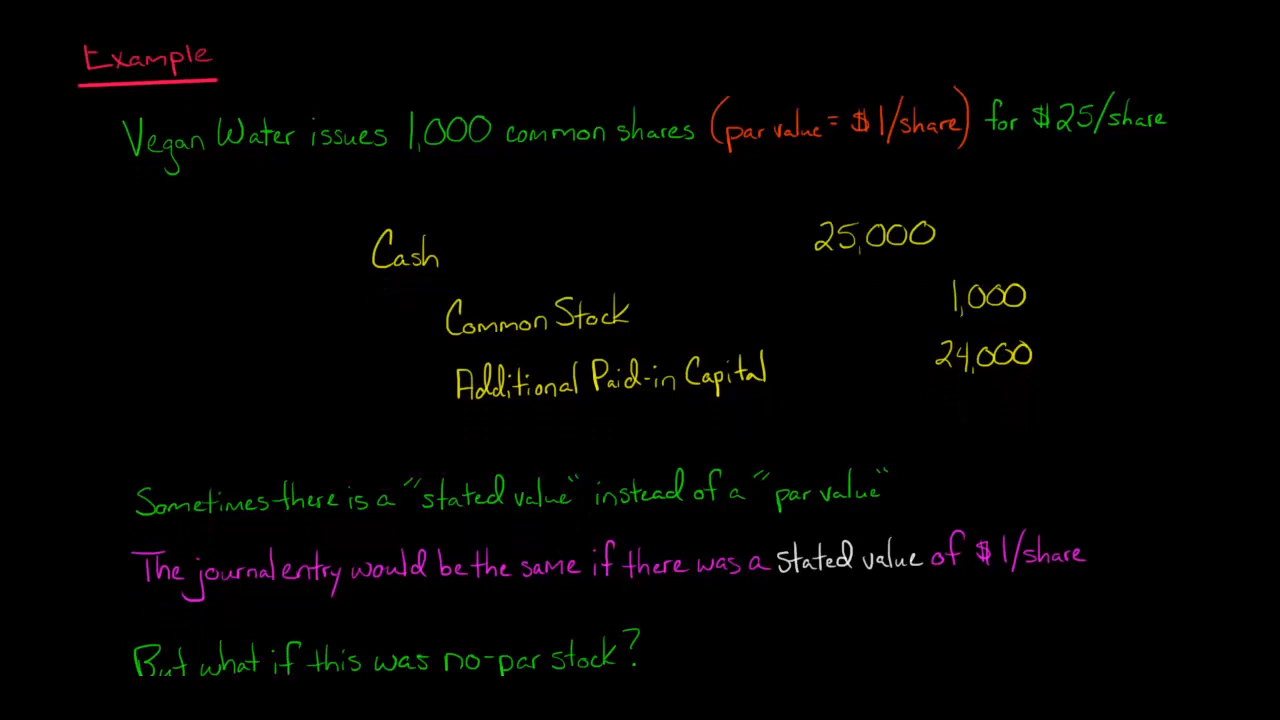 Example
Vegan Water issues 1,000 common shares (par value = $1/share) for $25/share
Cash 25,000
Common Stock 1,000
Additional Paid-in Capital 24,000
Sometimes there is a "stated value" instead of a "par value"
The journal entry would be the same if there was a stated value of $1/share
But what if this was no-par stock?